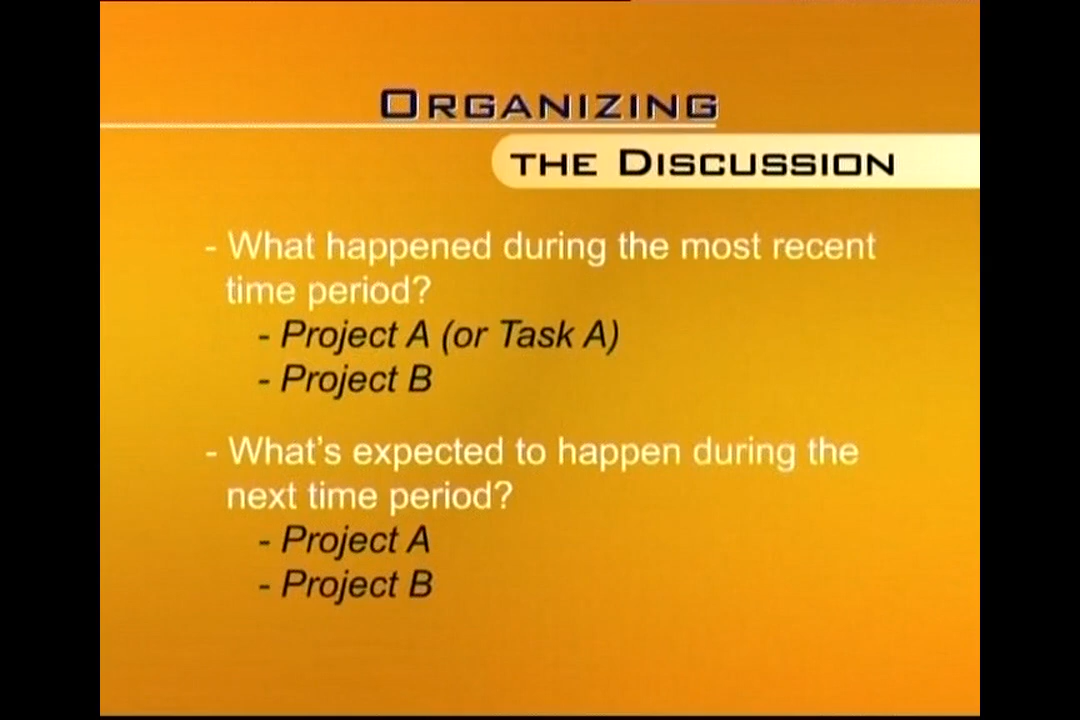 Organizing
the Discussion
- What happened during the most recent
time period?
- Project A (or Task A)
- Project B
- What's expected to happen during the
next time period?
- Project A
- Project B